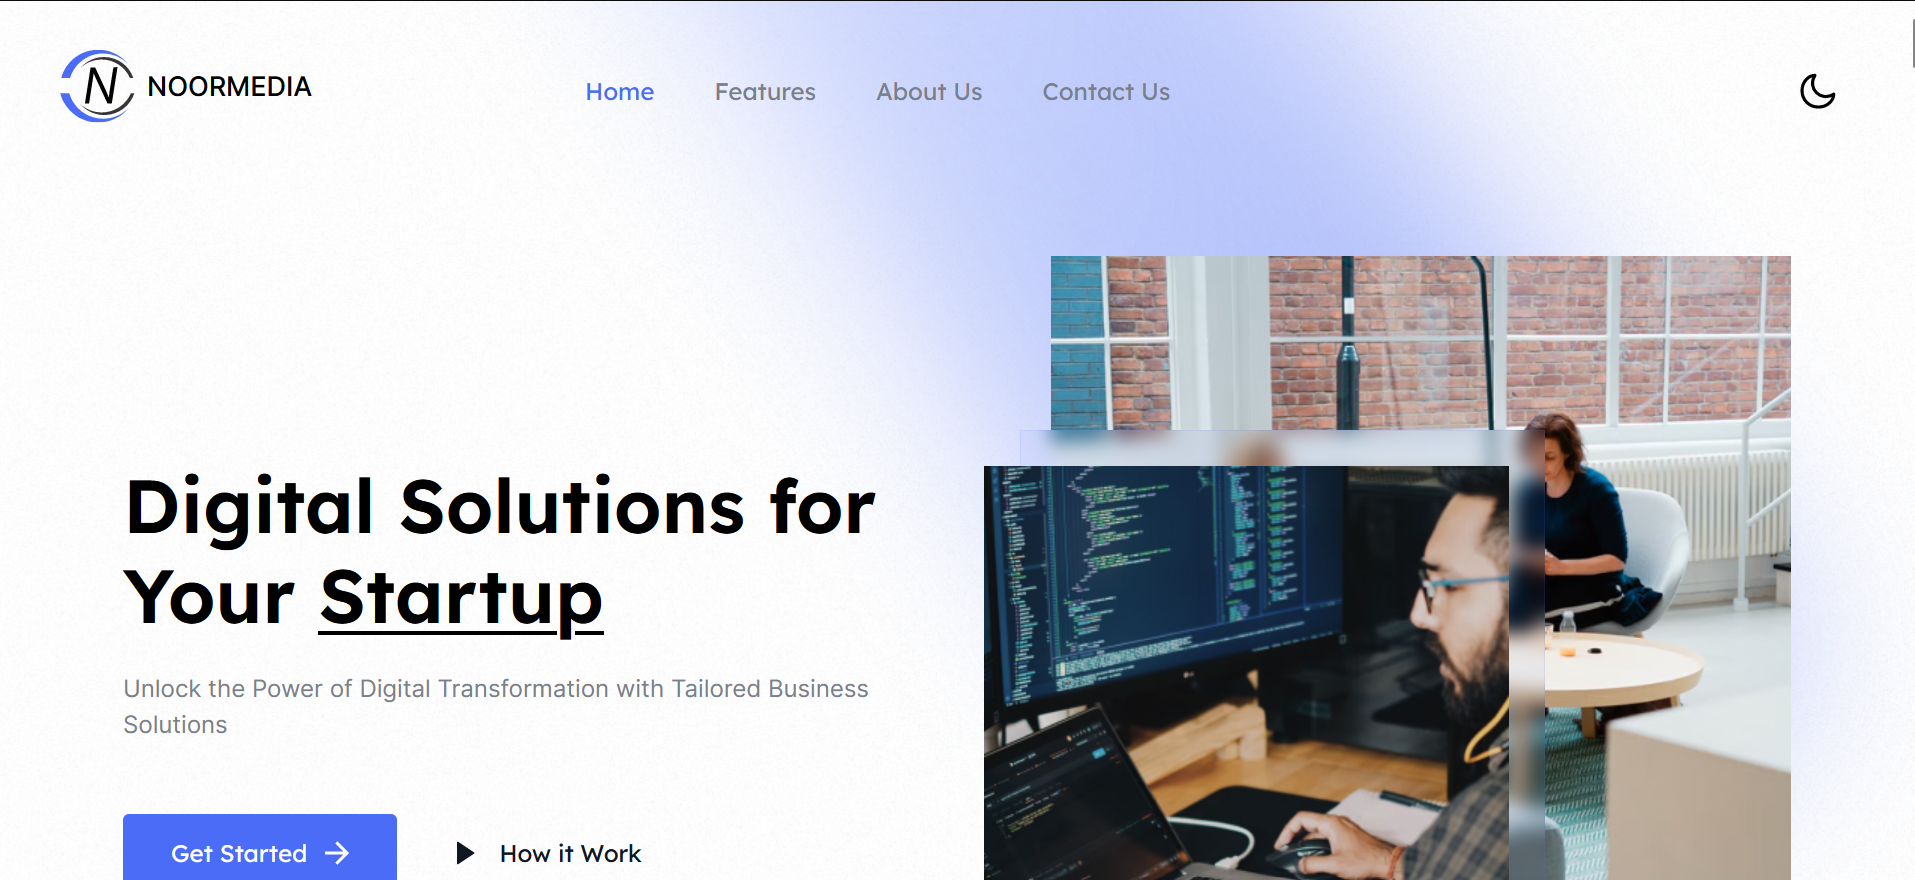 N NOORMEDIA
Home Features About Us Contact Us
Digital Solutions for
Your Startup
Unlock the Power of Digital Transformation with Tailored Business
Solutions
Get Started → How it Work